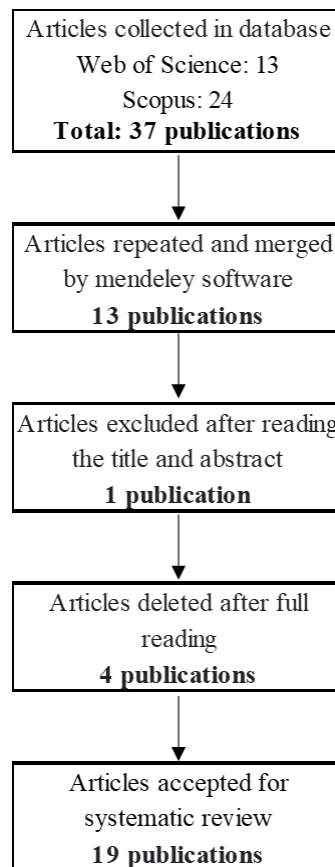 Articles collected in database
Web of Science: 13
Scopus: 24
Total: 37 publications
Articles repeated and merged
by mendeley software
13 publications
Articles excluded after reading
the title and abstract
1 publication
Articles deleted after full
reading
4 publications
Articles accepted for
systematic review
19 publications